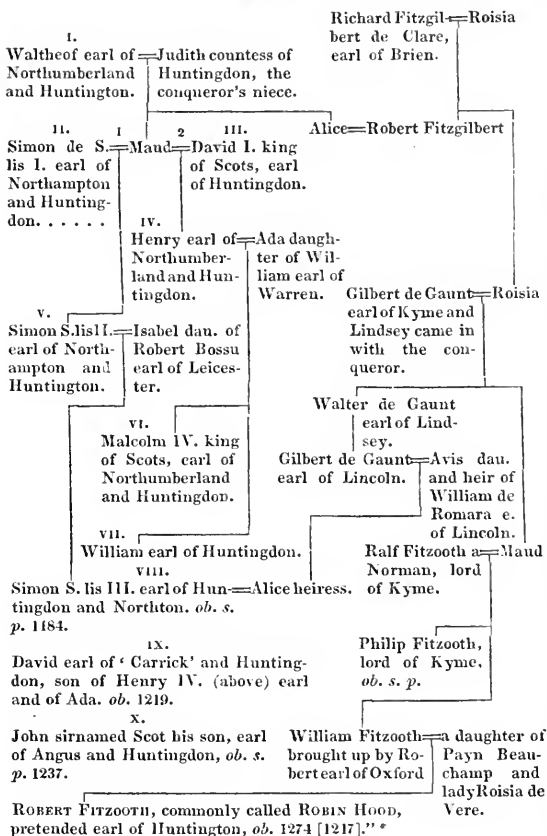 Richard Fitzgil-
bert de Clare,
earl of Brien.
Roisia
I.
Waltheof earl of
Northumberland
and Huntington.
Judith countess of
Huntingdon, the
conqueror's niece.
Alice
Robert Fitzgilbert
II.
Simon de S.
lis I. earl of
Northampton
and Hunting-
don. . . . . .
1
Maud
2
III.
David I. king
of Scots, earl
of Huntingdon.
IV.
Henry earl of
Northumber-
land and Hun-
tingdon.
Ada daugh-
ter of Wil-
liam earl of
Warren.
Gilbert de Gaunt
earl of Kyme and
Lindsey came in
with the con-
queror.
Roisia
V.
Simon S.lis II.
earl of North-
ampton and
Huntington.
Isabel dau. of
Robert Bossu
earl of Leices-
ter.
Walter de Gaunt
earl of Lind-
sey.
VI.
Malcolm IV. king
of Scots, earl of
Northumberland
and Huntingdon.
Gilbert de Gaunt
earl of Lincoln.
Avis dau.
and heir of
William de
Romara e.
of Lincoln.
VII.
William earl of Huntingdon.
Ralf Fitzooth a
Norman, lord
of Kyme.
Maud
VIII.
Simon S. lis III. earl of Hun-
tingdon and Northton. ob. s.
p. 1184.
Alice heiress.
Philip Fitzooth,
lord of Kyme.
ob. s. p.
IX.
David earl of ‘ Carrick’ and Hunting-
don, son of Henry IV. (above) earl
and of Ada. ob. 1219.
X.
John sirnamed Scot his son, earl
of Angus and Huntingdon, ob. s.
p. 1237.
William Fitzooth
brought up by Ro-
bert earl of Oxford
a daughter of
Payn Beau-
champ and
lady Roisia de
Vere.
ROBERT FITZOOTH, commonly called ROBIN HOOD,
pretended earl of Huntington, ob. 1274 [1217].” *